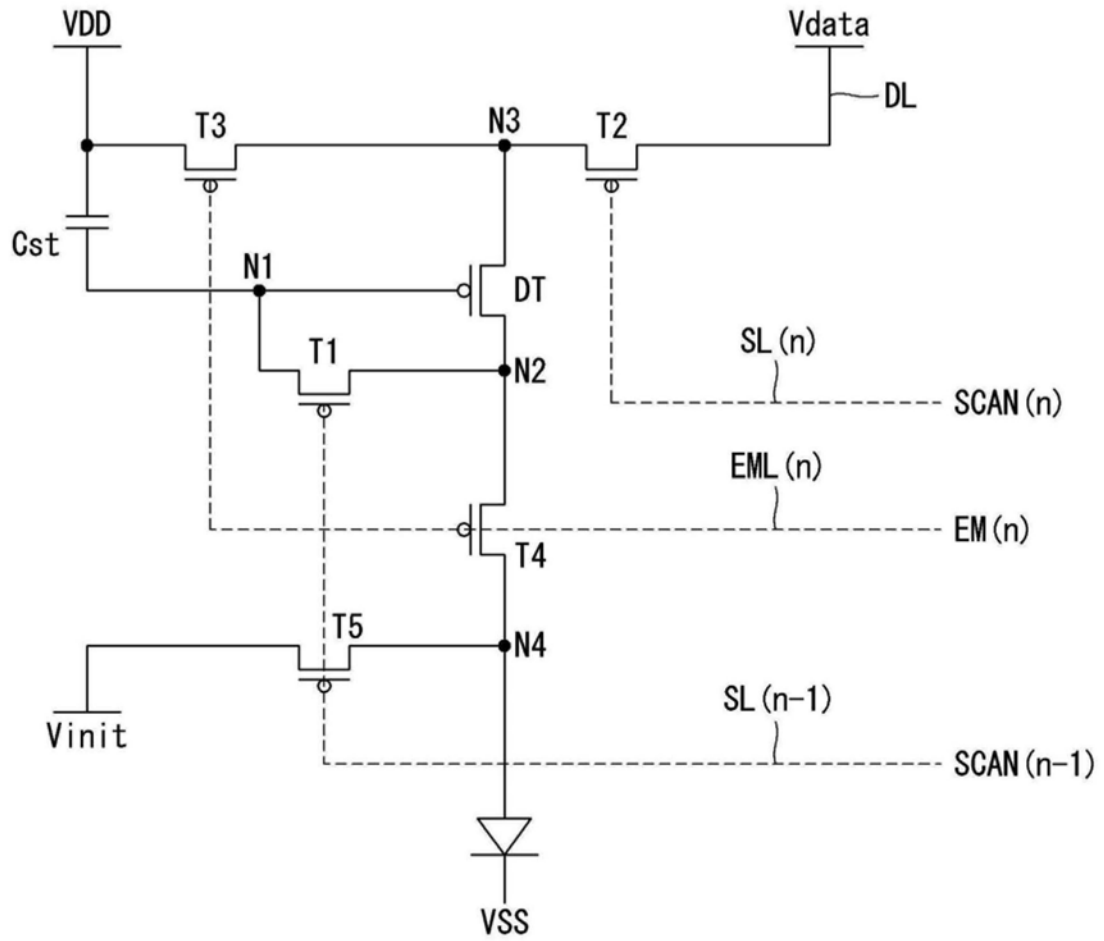 VDD
Vdata
DL
T3
N3
T2
Cst
N1
DT
T1
N2
SL(n)
SCAN(n)
EML(n)
EM(n)
T4
T5
N4
Vinit
SL(n-1)
SCAN(n-1)
VSS